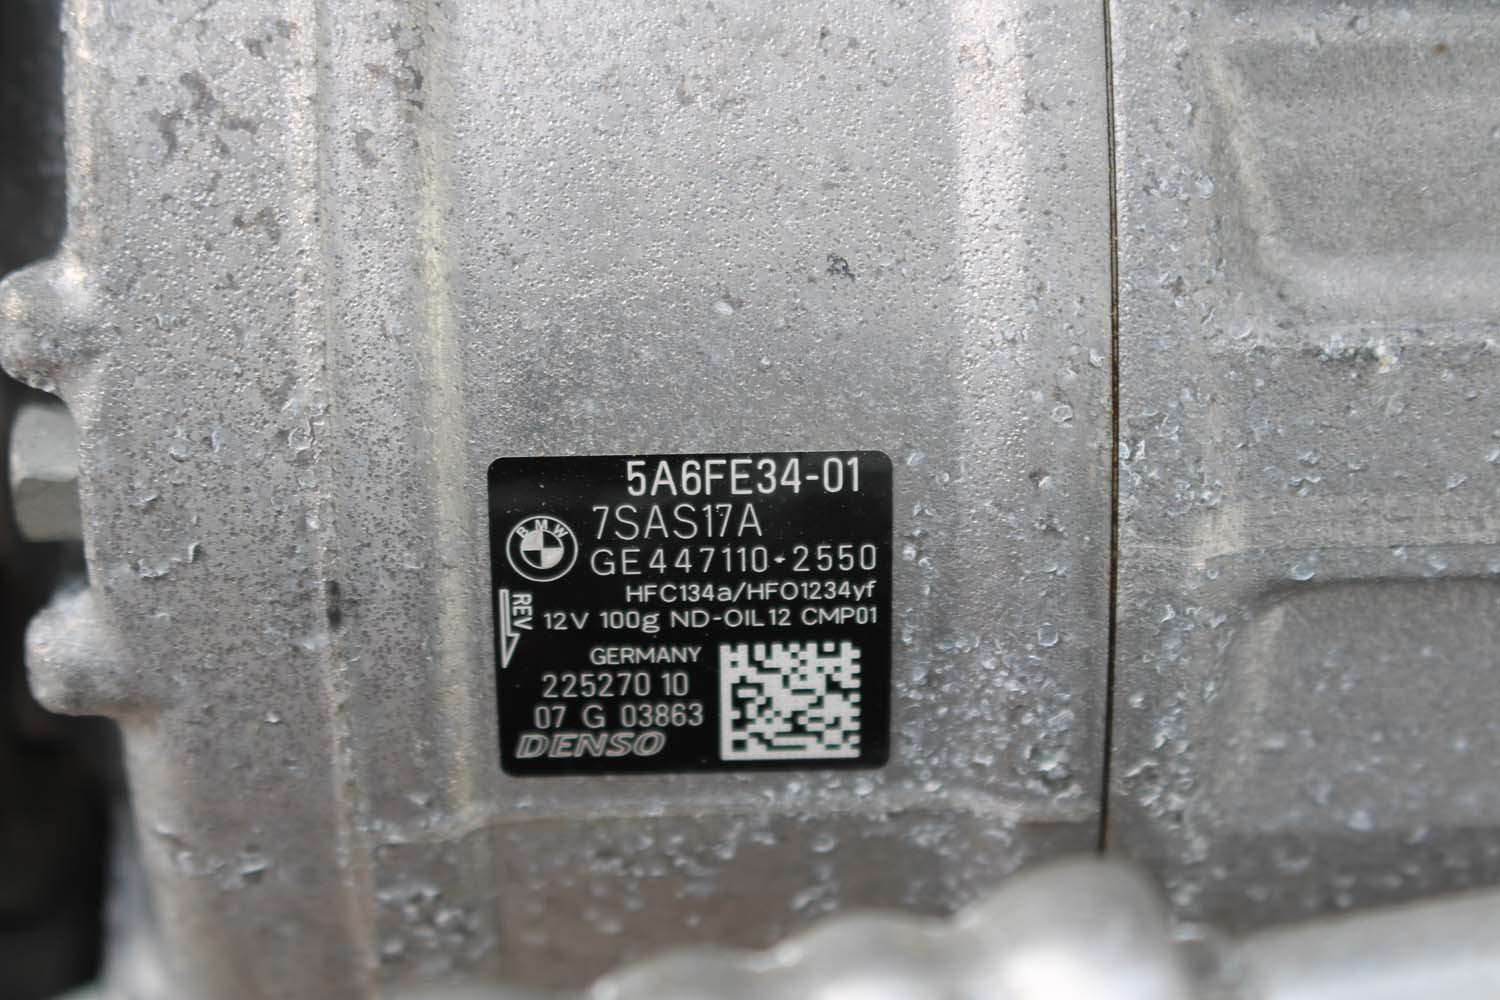 5A6FE34-01
7SAS17A
BMW
GE447110-2550
HFC134a/HFO1234yf
REV
12V 100g ND-OIL12 CMP01
GERMANY
225270 10
07 G 03863
DENSO